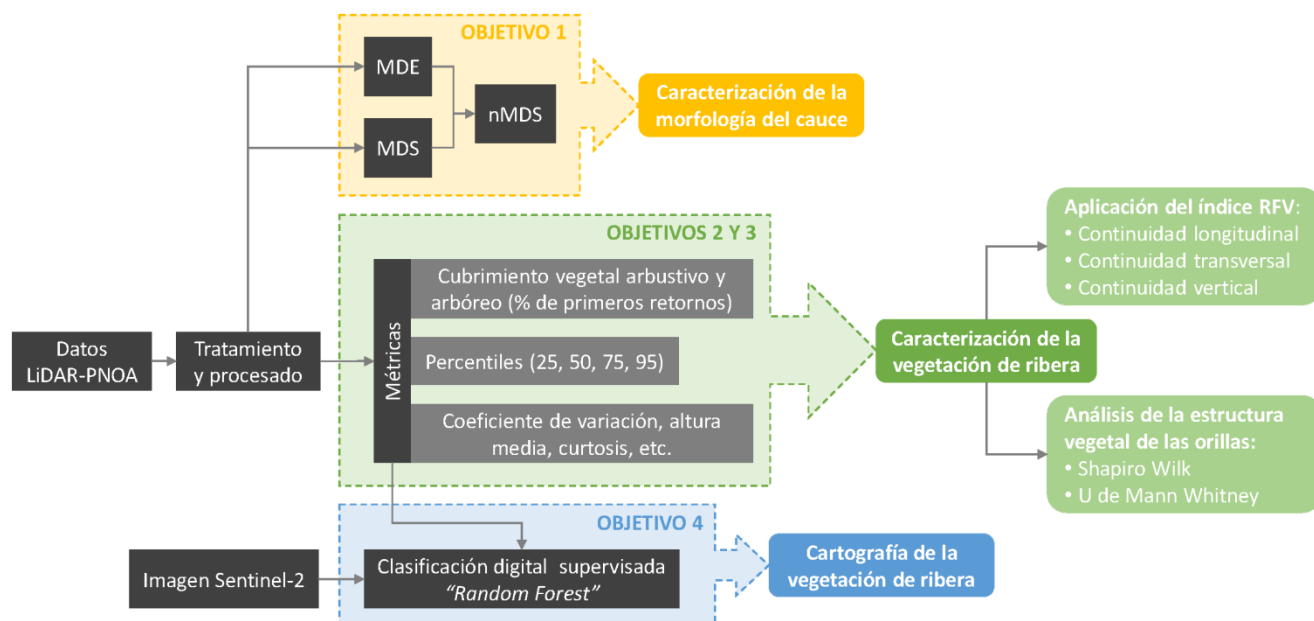 OBJETIVO 1
MDE
nMDS
MDS
Caracterización de la
morfología del cauce
OBJETIVOS 2 Y 3
Métricas
Cubrimiento vegetal arbustivo y
arbóreo (% de primeros retornos)
Percentiles (25, 50, 75, 95)
Coeficiente de variación, altura
media, curtosis, etc.
Datos
LiDAR-PNOA
Tratamiento
y procesado
Caracterización de la
vegetación de ribera
Aplicación del índice RFV:
• Continuidad longitudinal
• Continuidad transversal
• Continuidad vertical
Análisis de la estructura
vegetal de las orillas:
• Shapiro Wilk
• U de Mann Whitney
OBJETIVO 4
Imagen Sentinel-2
Clasificación digital supervisada
“Random Forest”
Cartografía de la
vegetación de ribera